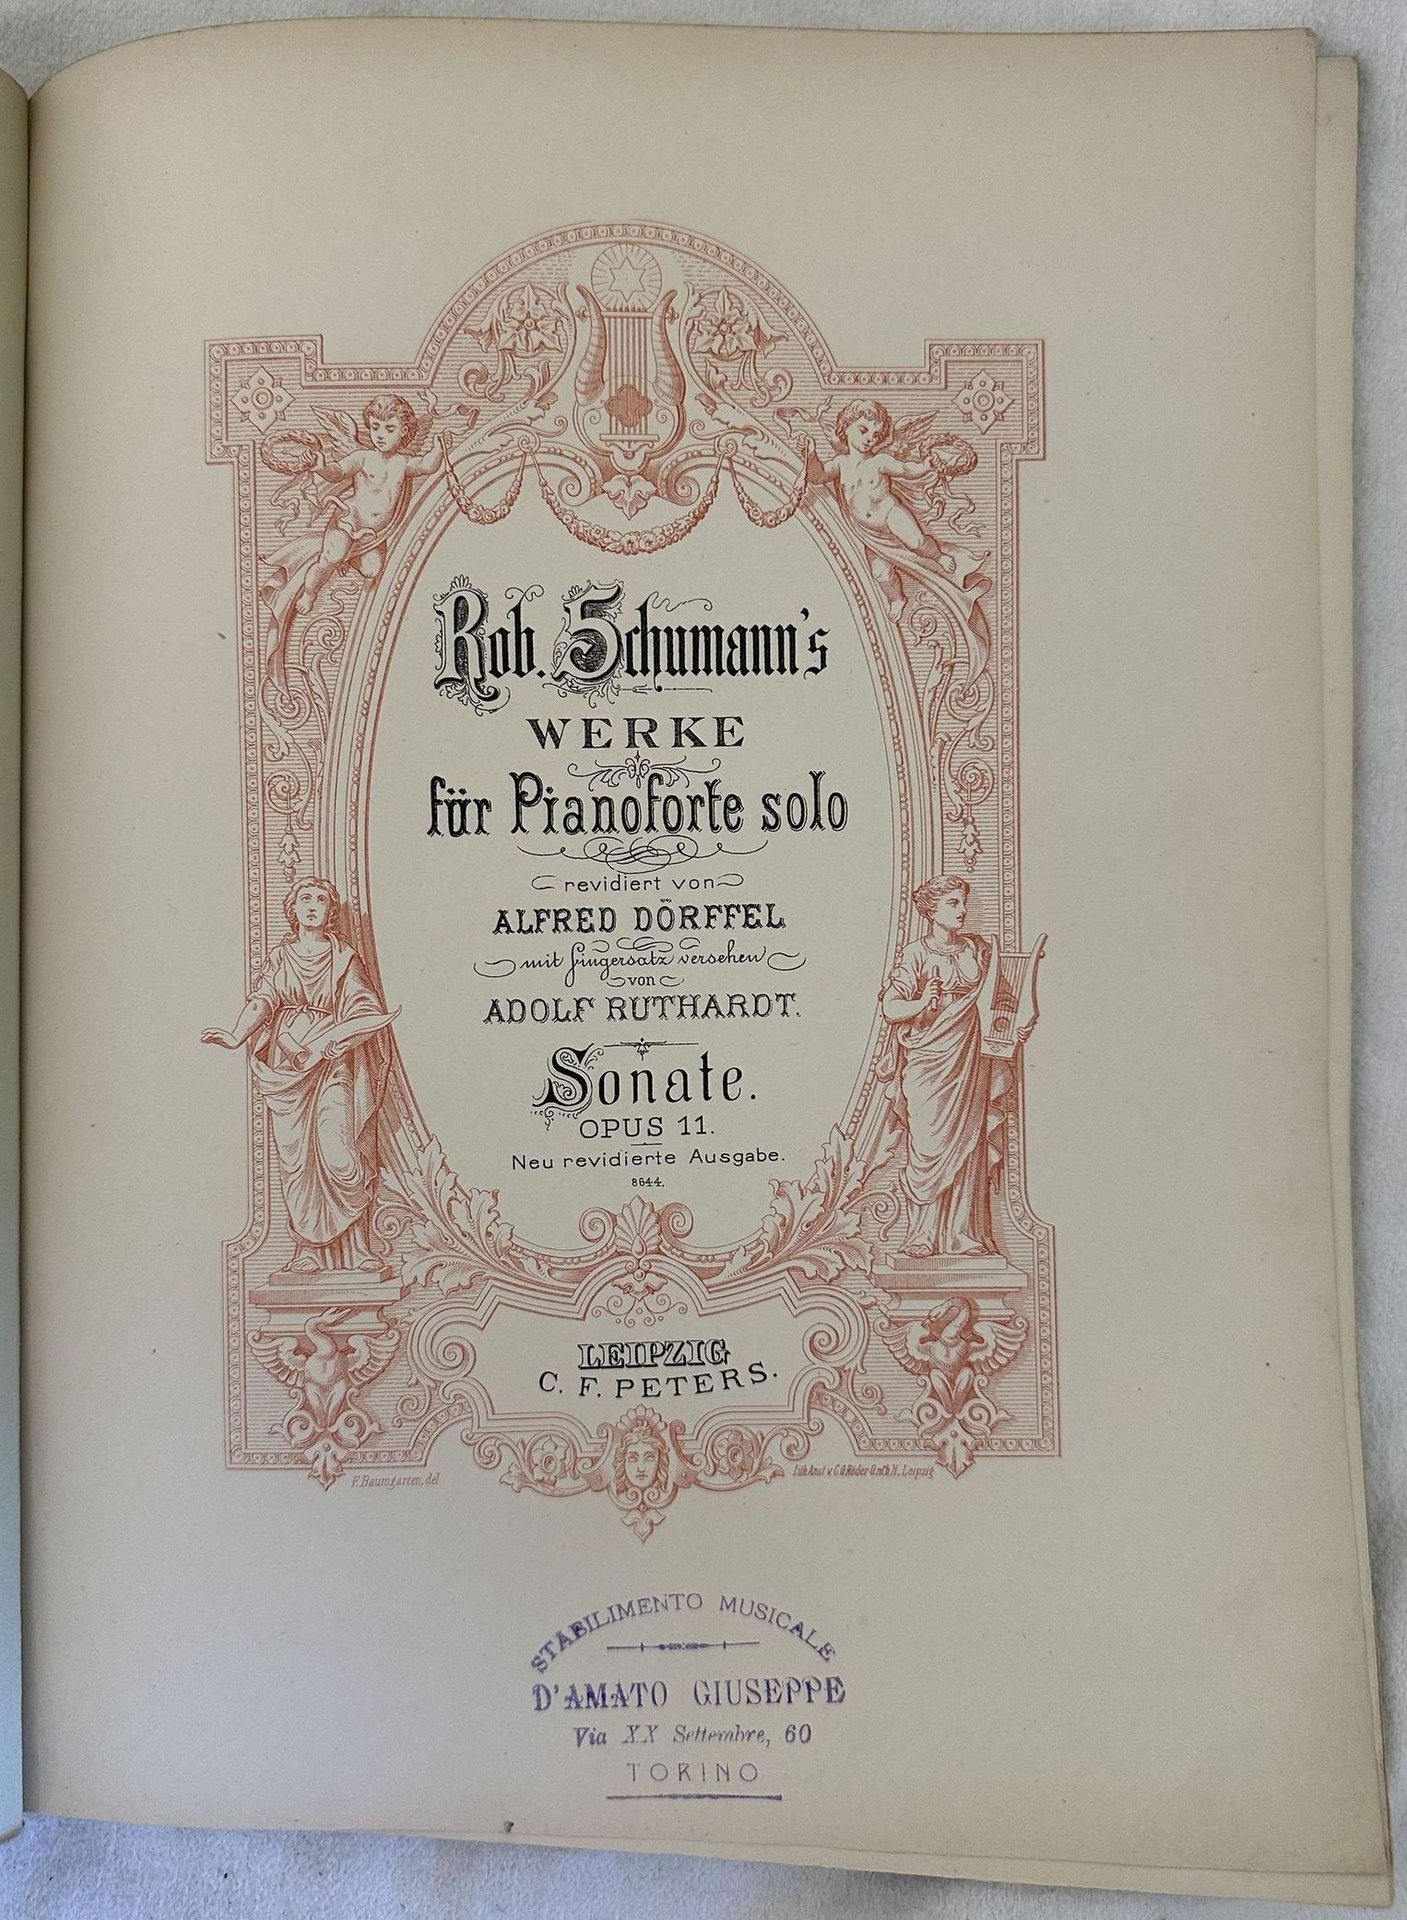 Rob. Schumann's
WERKE
für Pianoforte solo
revidiert von
ALFRED DÖRFFEL
mit Fingersatz versehen
von
ADOLF RUTHARDT.
Sonate.
OPUS 11.
Neu revidierte Ausgabe.
8644.
LEIPZIG
C. F. PETERS.
F. Baumgarten, del
Lith. Anst v. C. G. Röder G.m.b.H., Leipzig
STABILIMENTO MUSICALE
D'AMATO GIUSEPPE
Via XX Settembre, 60
TORINO